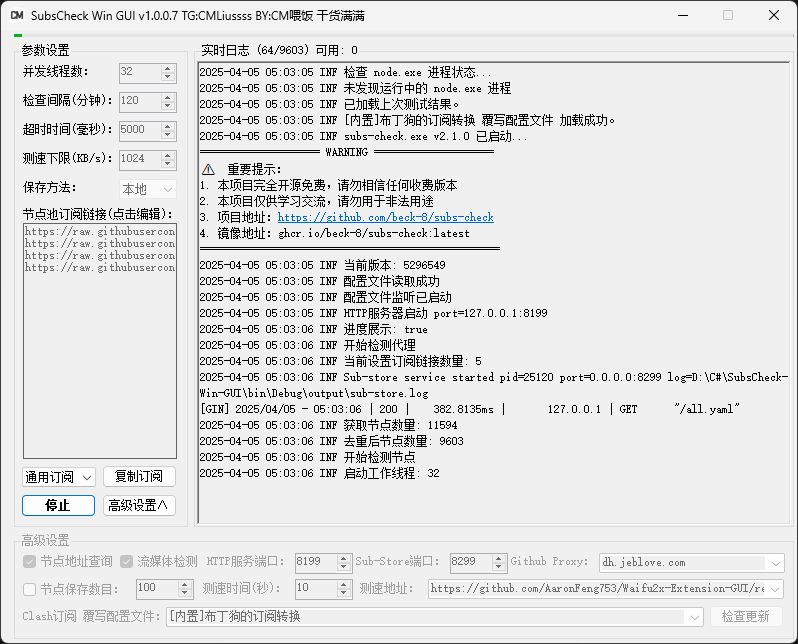 SubsCheck Win GUI v1.0.0.7 TG:CMLiussss BY:CM喂饭 干货满满
参数设置
并发线程数: 32
检查间隔(分钟): 120
超时时间(毫秒): 5000
测速下限(KB/s): 1024
保存方法: 本地
节点池订阅链接(点击编辑):
https://raw.githubusercon
https://raw.githubusercon
https://raw.githubusercon
https://raw.githubusercon
通用订阅 复制订阅
停止 高级设置∧
实时日志 (64/9603) 可用: 0
2025-04-05 05:03:05 INF 检查 node.exe 进程状态...
2025-04-05 05:03:05 INF 未发现运行中的 node.exe 进程
2025-04-05 05:03:05 INF 已加载上次测试结果。
2025-04-05 05:03:05 INF [内置]布丁狗的订阅转换 覆写配置文件 加载成功。
2025-04-05 05:03:05 INF subs-check.exe v2.1.0 已启动...
════════════════════ WARNING ════════════════════
⚠ 重要提示:
1. 本项目完全开源免费，请勿相信任何收费版本
2. 本项目仅供学习交流，请勿用于非法用途
3. 项目地址: https://github.com/beck-8/subs-check
4. 镜像地址: ghcr.io/beck-8/subs-check:latest
══════════════════════════════════════════════════
2025-04-05 05:03:05 INF 当前版本: 5296549
2025-04-05 05:03:05 INF 配置文件读取成功
2025-04-05 05:03:05 INF 配置文件监听已启动
2025-04-05 05:03:05 INF HTTP服务器启动 port=127.0.0.1:8199
2025-04-05 05:03:06 INF 进度展示: true
2025-04-05 05:03:06 INF 开始检测代理
2025-04-05 05:03:06 INF 当前设置订阅链接数量: 5
2025-04-05 05:03:06 INF Sub-store service started pid=25120 port=0.0.0.0:8299 log=D:\C#\SubsCheck-
Win-GUI\bin\Debug\output\sub-store.log
[GIN] 2025/04/05 - 05:03:06 | 200 | 382.8135ms | 127.0.0.1 | GET "/all.yaml"
2025-04-05 05:03:06 INF 获取节点数量: 11594
2025-04-05 05:03:06 INF 去重后节点数量: 9603
2025-04-05 05:03:06 INF 开始检测节点
2025-04-05 05:03:06 INF 启动工作线程: 32
高级设置
节点地址查询 流媒体检测 HTTP服务端口: 8199 Sub-Store端口: 8299 Github Proxy: dh.jeblove.com
节点保存数目: 100 测速时间(秒): 10 测速地址: https://github.com/AaronFeng753/Waifu2x-Extension-GUI/re
Clash订阅 覆写配置文件: [内置]布丁狗的订阅转换 检查更新